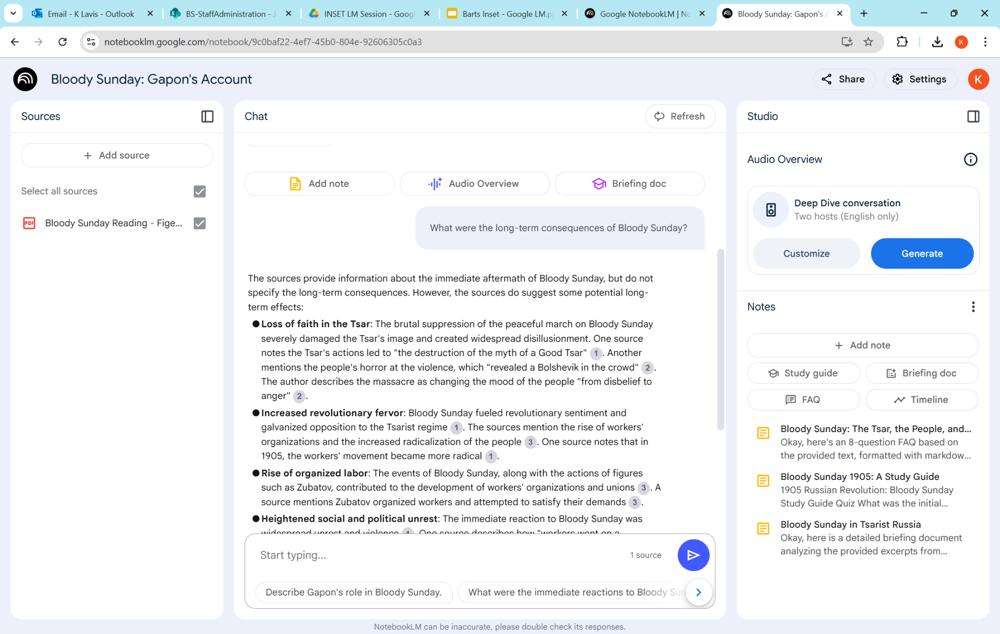 Email - K Lavis - Outlook
BS-StaffAdministration -
INSET LM Session - Goog
Barts Inset - Google LM.p
Google NotebookLM | No
Bloody Sunday: Gapon's
notebooklm.google.com/notebook/9c0baf22-4ef7-45b0-804e-92606305c0a3
K
Bloody Sunday: Gapon's Account
Share
Settings
K
Sources
Add source
Select all sources
PDF
Bloody Sunday Reading - Fige...
Chat
Refresh
Add note
Audio Overview
Briefing doc
What were the long-term consequences of Bloody Sunday?
The sources provide information about the immediate aftermath of Bloody Sunday, but do not
specify the long-term consequences. However, the sources do suggest some potential long-
term effects:
● Loss of faith in the Tsar: The brutal suppression of the peaceful march on Bloody Sunday
severely damaged the Tsar's image and created widespread disillusionment. One source
notes the Tsar's actions led to "the destruction of the myth of a Good Tsar" 1. Another
mentions the people's horror at the violence, which "revealed a Bolshevik in the crowd" 2.
The author describes the massacre as changing the mood of the people "from disbelief to
anger" 2.
● Increased revolutionary fervor: Bloody Sunday fueled revolutionary sentiment and
galvanized opposition to the Tsarist regime 1. The sources mention the rise of workers'
organizations and the increased radicalization of the people 3. One source notes that in
1905, the workers' movement became more radical 1.
● Rise of organized labor: The events of Bloody Sunday, along with the actions of figures
such as Zubatov, contributed to the development of workers' organizations and unions 3. A
source mentions Zubatov organized workers and attempted to satisfy their demands 3.
● Heightened social and political unrest: The immediate reaction to Bloody Sunday was
widespread unrest and violence 1. One source describes how "workers went on a
Start typing...
1 source
Describe Gapon's role in Bloody Sunday.
What were the immediate reactions to Bloody Sun
NotebookLM can be inaccurate, please double check its responses.
Studio
Audio Overview
Deep Dive conversation
Two hosts (English only)
Customize
Generate
Notes
Add note
Study guide
Briefing doc
FAQ
Timeline
Bloody Sunday: The Tsar, the People, and...
Okay, here's an 8-question FAQ based on
the provided text, formatted with markdow...
Bloody Sunday 1905: A Study Guide
1905 Russian Revolution: Bloody Sunday
Study Guide Quiz What was the initial...
Bloody Sunday in Tsarist Russia
Okay, here is a detailed briefing document
analyzing the provided excerpts from...